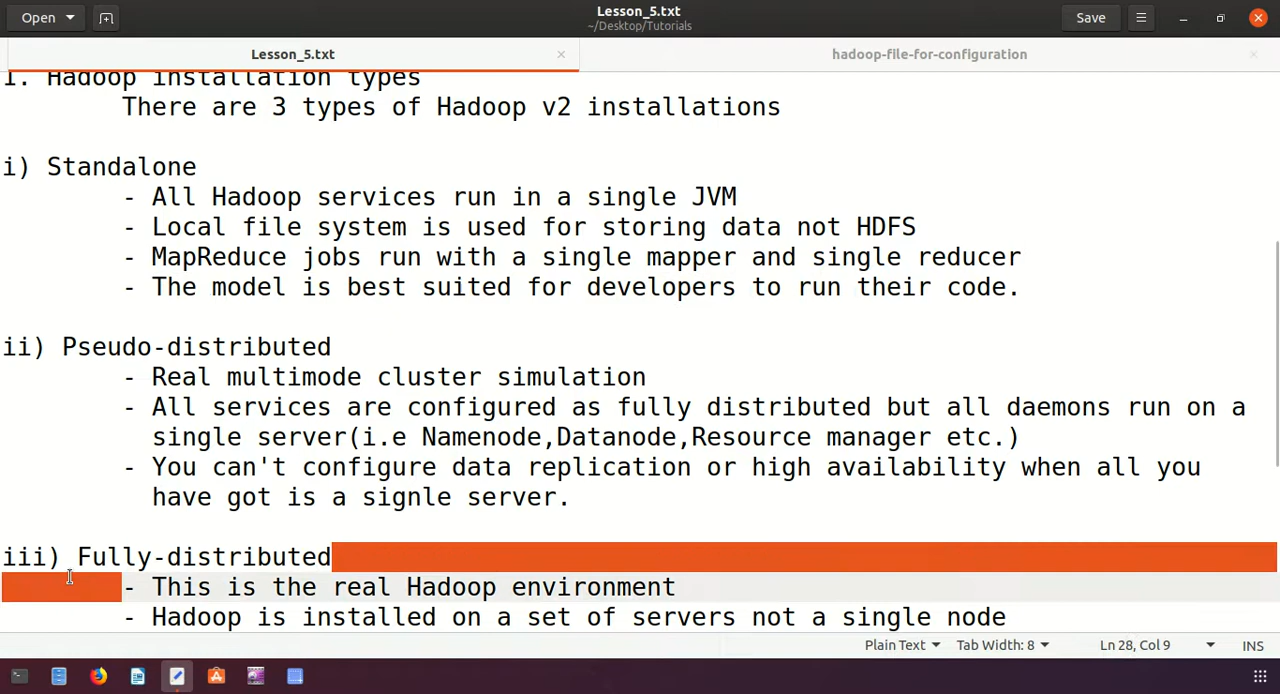 Open
Lesson_5.txt
~/Desktop/Tutorials
Save
Lesson_5.txt
hadoop-file-for-configuration
1. Hadoop installation types
There are 3 types of Hadoop v2 installations
i) Standalone
- All Hadoop services run in a single JVM
- Local file system is used for storing data not HDFS
- MapReduce jobs run with a single mapper and single reducer
- The model is best suited for developers to run their code.
ii) Pseudo-distributed
- Real multimode cluster simulation
- All services are configured as fully distributed but all daemons run on a
single server(i.e Namenode,Datanode,Resource manager etc.)
- You can't configure data replication or high availability when all you
have got is a signle server.
iii) Fully-distributed
- This is the real Hadoop environment
- Hadoop is installed on a set of servers not a single node
Plain Text
Tab Width: 8
Ln 28, Col 9
INS